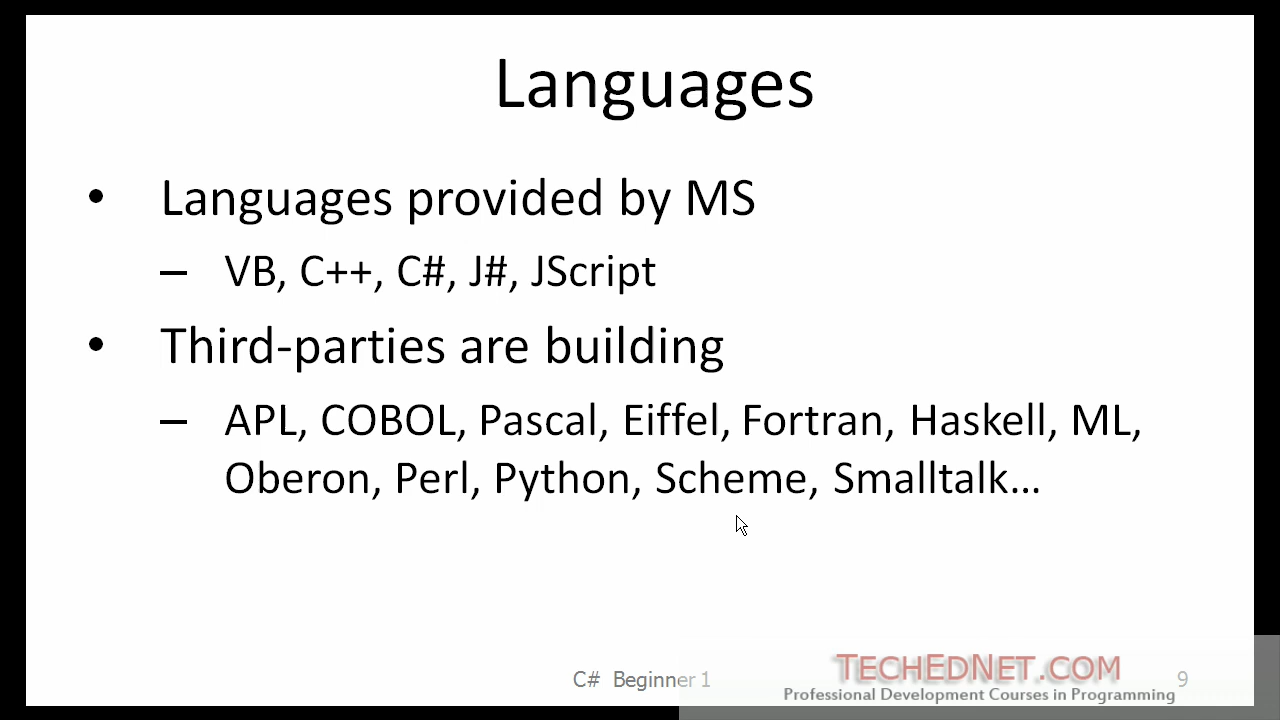 Languages
• Languages provided by MS
– VB, C++, C#, J#, JScript
• Third-parties are building
– APL, COBOL, Pascal, Eiffel, Fortran, Haskell, ML,
Oberon, Perl, Python, Scheme, Smalltalk…
C# Beginner 1
TECHEDNET.COM
Professional Development Courses in Programming
9